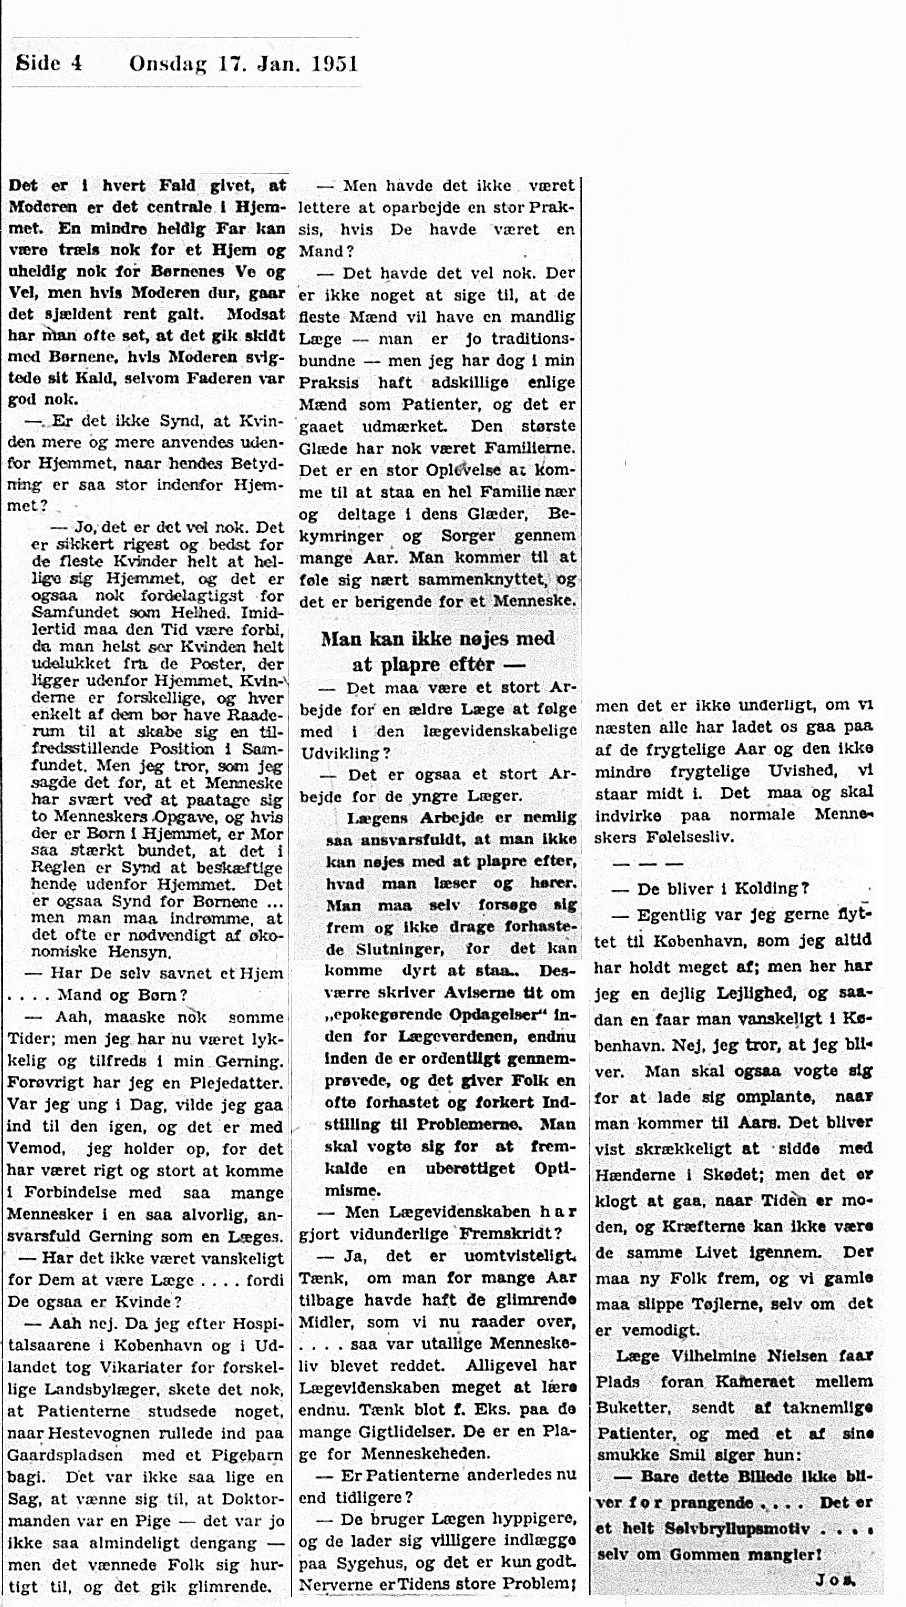 Side 4 Onsdag 17. Jan. 1951
Det er i hvert Fald givet, at
Moderen er det centrale i Hjem-
met. En mindre heldig Far kan
være træls nok for et Hjem og
uheldig nok for Børnenes Ve og
Vel, men hvis Moderen dur, gaar
det sjældent rent galt. Modsat
har man ofte set, at det gik skidt
med Børnene, hvis Moderen svig-
tede sit Kald, selvom Faderen var
god nok.
— Er det ikke Synd, at Kvin-
den mere og mere anvendes uden-
for Hjemmet, naar hendes Betyd-
ning er saa stor indenfor Hjem-
met?
— Jo, det er det vel nok. Det
er sikkert rigest og bedst for
de fleste Kvinder helt at hel-
lige sig Hjemmet, og det er
ogsaa nok fordelagtigst for
Samfundet som Helhed. Imid-
lertid maa den Tid være forbi,
da man helst ser Kvinden helt
udelukket fra de Poster, der
ligger udenfor Hjemmet. Kvin-
derne er forskellige, og hver
enkelt af dem bør have Raade-
rum til at skabe sig en til-
fredsstillende Position i Sam-
fundet. Men jeg tror, som jeg
sagde det før, at et Menneske
har svært ved at paatage sig
to Menneskers Opgave, og hvis
der er Børn i Hjemmet, er Mor
saa stærkt bundet, at det i
Reglen er Synd at beskæftige
hende udenfor Hjemmet. Det
er ogsaa Synd for Børnene ...
men man maa indrømme, at
det ofte er nødvendigt af øko-
nomiske Hensyn.
— Har De selv savnet et Hjem
. . . . Mand og Børn?
— Aah, maaske nok somme
Tider; men jeg har nu været lyk-
kelig og tilfreds i min Gerning.
Forøvrigt har jeg en Plejedatter.
Var jeg ung i Dag, vilde jeg gaa
ind til den igen, og det er med
Vemod, jeg holder op, for det
har været rigt og stort at komme
i Forbindelse med saa mange
Mennesker i en saa alvorlig, an-
svarsfuld Gerning som en Læges.
— Har det ikke været vanskeligt
for Dem at være Læge . . . . fordi
De ogsaa er Kvinde?
— Aah nej. Da jeg efter Hospi-
talsaarene i København og i Ud-
landet tog Vikariater for forskel-
lige Landsbylæger, skete det nok,
at Patienterne studsede noget,
naar Hestevognen rullede ind paa
Gaardspladsen med et Pigebarn
bagi. Det var ikke saa lige en
Sag, at vænne sig til, at Doktor-
manden var en Pige — det var jo
ikke saa almindeligt dengang —
men det vænnede Folk sig hur-
tigt til, og det gik glimrende.
— Men havde det ikke været
lettere at oparbejde en stor Prak-
sis, hvis De havde været en
Mand?
— Det havde det vel nok. Der
er ikke noget at sige til, at de
fleste Mænd vil have en mandlig
Læge — man er jo traditions-
bundne — men jeg har dog i min
Praksis haft adskillige enlige
Mænd som Patienter, og det er
gaaet udmærket. Den største
Glæde har nok været Familierne.
Det er en stor Oplevelse at kom-
me til at staa en hel Familie nær
og deltage i dens Glæder, Be-
kymringer og Sorger gennem
mange Aar. Man kommer til at
føle sig nært sammenknyttet, og
det er berigende for et Menneske.
Man kan ikke nøjes med
at plapre efter —
— Det maa være et stort Ar-
bejde for en ældre Læge at følge
med i den lægevidenskabelige
Udvikling?
— Det er ogsaa et stort Ar-
bejde for de yngre Læger.
Lægens Arbejde er nemlig
saa ansvarsfuldt, at man ikke
kan nøjes med at plapre efter,
hvad man læser og hører.
Man maa selv forsøge sig
frem og ikke drage forhaste-
de Slutninger, for det kan
komme dyrt at staa.. Des-
værre skriver Aviserne tit om
„epokegørende Opdagelser“ in-
den for Lægeverdenen, endnu
inden de er ordentligt gennem-
prøvede, og det giver Folk en
ofte forhastet og forkert Ind-
stilling til Problemerne. Man
skal vogte sig for at frem-
kalde en uberettiget Opti-
misme.
— Men Lægevidenskaben har
gjort vidunderlige Fremskridt?
— Ja, det er uomtvisteligt.
Tænk, om man for mange Aar
tilbage havde haft de glimrende
Midler, som vi nu raader over,
. . . . saa var utallige Menneske-
liv blevet reddet. Alligevel har
Lægevidenskaben meget at lære
endnu. Tænk blot f. Eks. paa de
mange Gigtlidelser. De er en Pla-
ge for Menneskeheden.
— Er Patienterne anderledes nu
end tidligere?
— De bruger Lægen hyppigere,
og de lader sig villigere indlægge
paa Sygehus, og det er kun godt.
Nerverne er Tidens store Problem;
men det er ikke underligt, om vi
næsten alle har ladet os gaa paa
af de frygtelige Aar og den ikke
mindre frygtelige Uvished, vi
staar midt i. Det maa og skal
indvirke paa normale Menne-
skers Følelsesliv.
— — —
— De bliver i Kolding?
— Egentlig var jeg gerne flyt-
tet til København, som jeg altid
har holdt meget af; men her har
jeg en dejlig Lejlighed, og saa-
dan en faar man vanskeligt i Kø-
benhavn. Nej, jeg tror, at jeg bli-
ver. Man skal ogsaa vogte sig
for at lade sig omplante, naar
man kommer til Aars. Det bliver
vist skrækkeligt at sidde med
Hænderne i Skødet; men det er
klogt at gaa, naar Tiden er mo-
den, og Kræfterne kan ikke være
de samme Livet igennem. Der
maa ny Folk frem, og vi gamle
maa slippe Tøjlerne, selv om det
er vemodigt.
Læge Vilhelmine Nielsen faar
Plads foran Kameraet mellem
Buketter, sendt af taknemlige
Patienter, og med et af sine
smukke Smil siger hun:
— Bare dette Billede ikke bli-
ver for prangende . . . . Det er
et helt Sølvbryllupsmotiv . . . .
selv om Gommen mangler!
Jos.